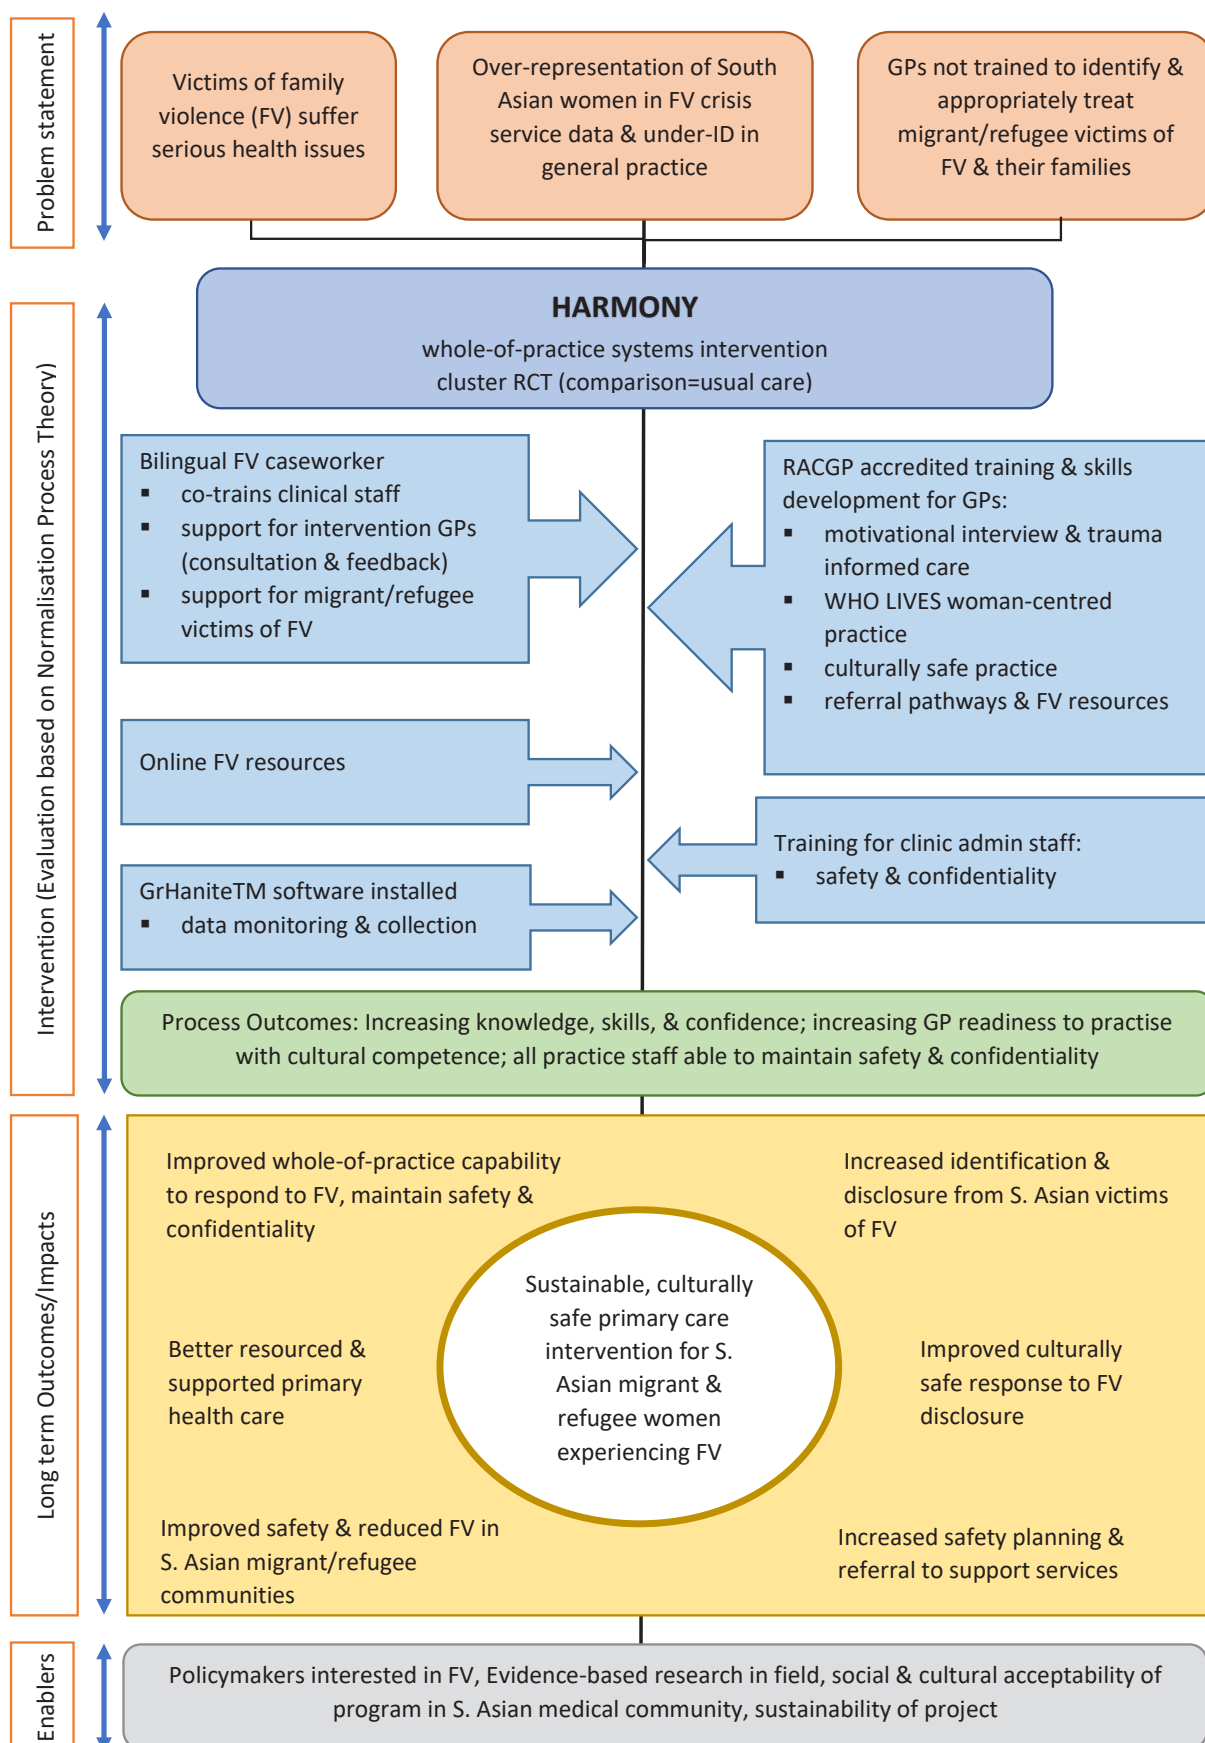 Problem statement
Victims of family
violence (FV) suffer
serious health issues
Over-representation of South
Asian women in FV crisis
service data & under-ID in
general practice
GPs not trained to identify &
appropriately treat
migrant/refugee victims of
FV & their families
HARMONY
whole-of-practice systems intervention
cluster RCT (comparison=usual care)
Intervention (Evaluation based on Normalisation Process Theory)
Bilingual FV caseworker
▪ co-trains clinical staff
▪ support for intervention GPs
(consultation & feedback)
▪ support for migrant/refugee
victims of FV
RACGP accredited training & skills
development for GPs:
▪ motivational interview & trauma
informed care
▪ WHO LIVES woman-centred
practice
▪ culturally safe practice
▪ referral pathways & FV resources
Online FV resources
Training for clinic admin staff:
▪ safety & confidentiality
GrHaniteTM software installed
▪ data monitoring & collection
Process Outcomes: Increasing knowledge, skills, & confidence; increasing GP readiness to practise
with cultural competence; all practice staff able to maintain safety & confidentiality
Long term Outcomes/Impacts
Improved whole-of-practice capability
to respond to FV, maintain safety &
confidentiality
Increased identification &
disclosure from S. Asian victims
of FV
Sustainable, culturally
safe primary care
intervention for S.
Asian migrant &
refugee women
experiencing FV
Better resourced &
supported primary
health care
Improved culturally
safe response to FV
disclosure
Improved safety & reduced FV in
S. Asian migrant/refugee
communities
Increased safety planning &
referral to support services
Enablers
Policymakers interested in FV, Evidence-based research in field, social & cultural acceptability of
program in S. Asian medical community, sustainability of project